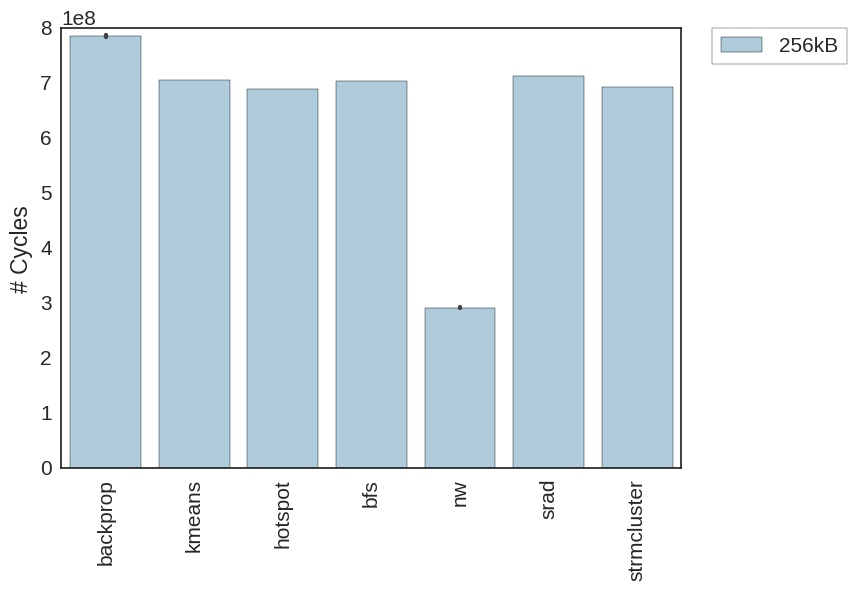 1e8
8
7
6
5
4
3
2
1
0
# Cycles
backprop
kmeans
hotspot
bfs
nw
srad
strmcluster
256kB